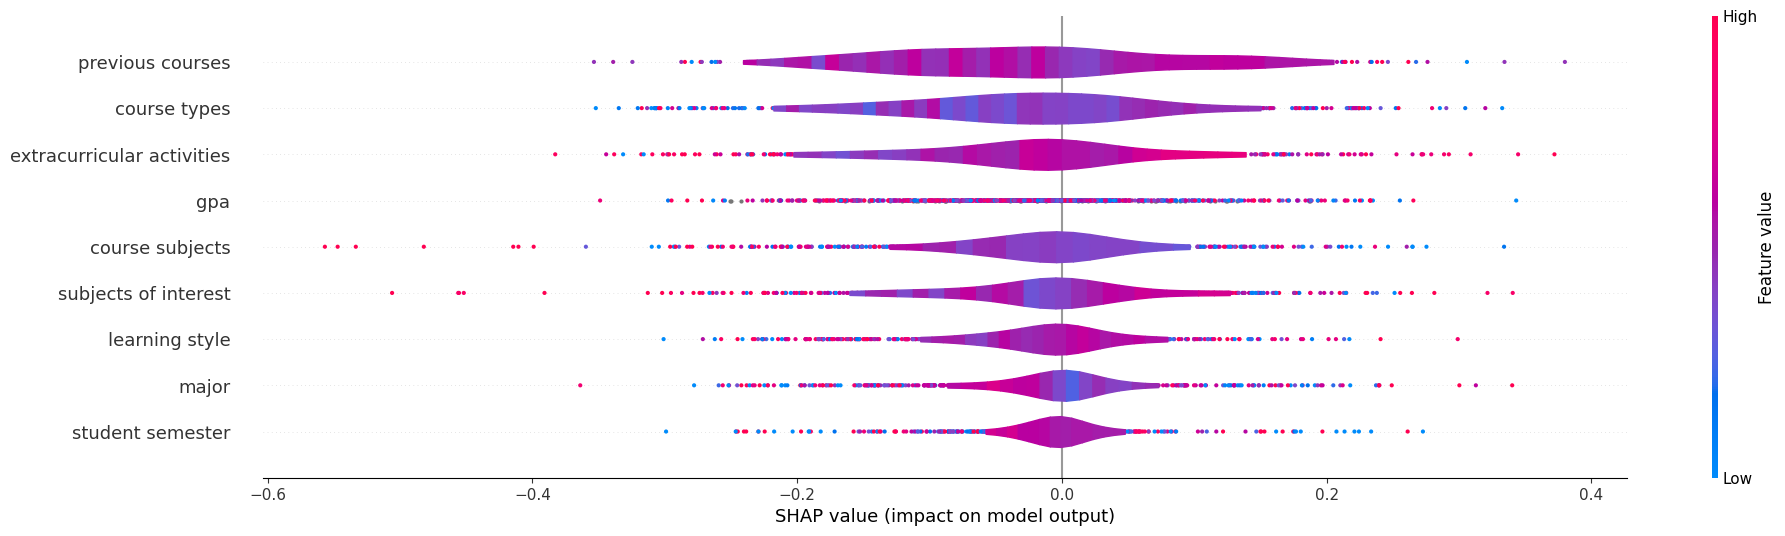 High
previous courses
course types
extracurricular activities
gpa
course subjects
subjects of interest
learning style
major
student semester
Feature value
Low
−0.6 −0.4 −0.2 0.0 0.2 0.4
SHAP value (impact on model output)